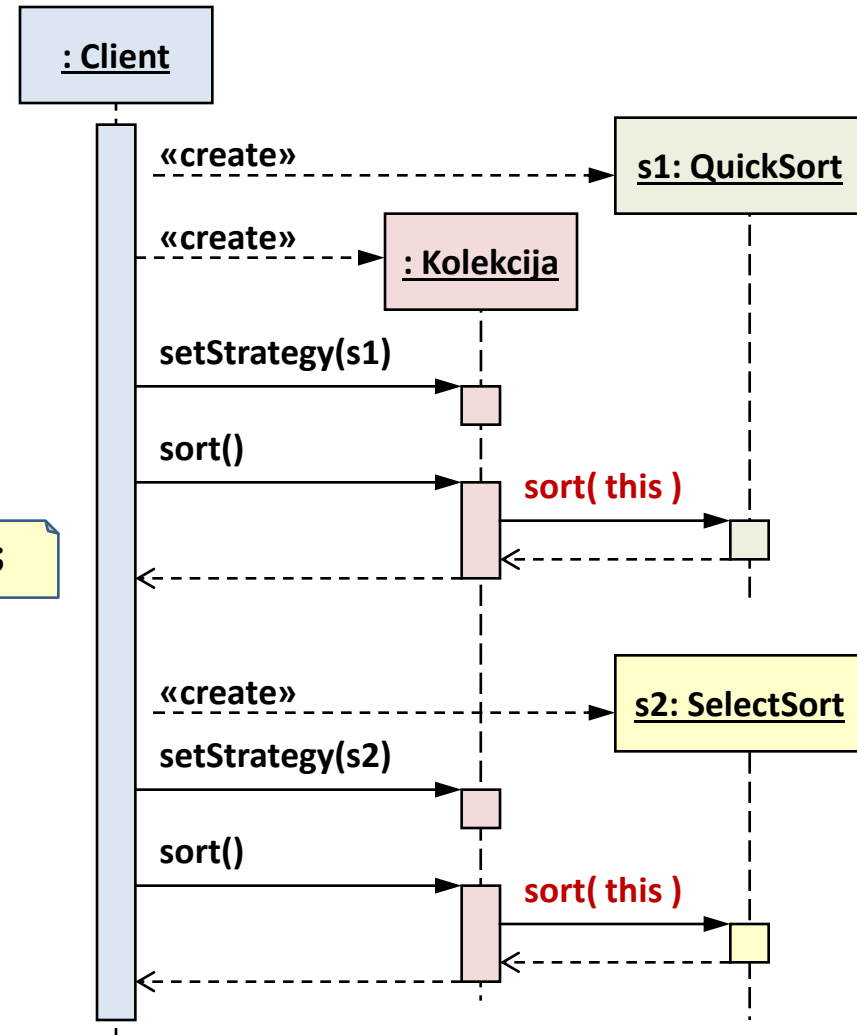 : Client
«create»
s1: QuickSort
«create»
: Kolekcija
setStrategy(s1)
sort()
sort( this )
«create»
s2: SelectSort
setStrategy(s2)
sort()
sort( this )